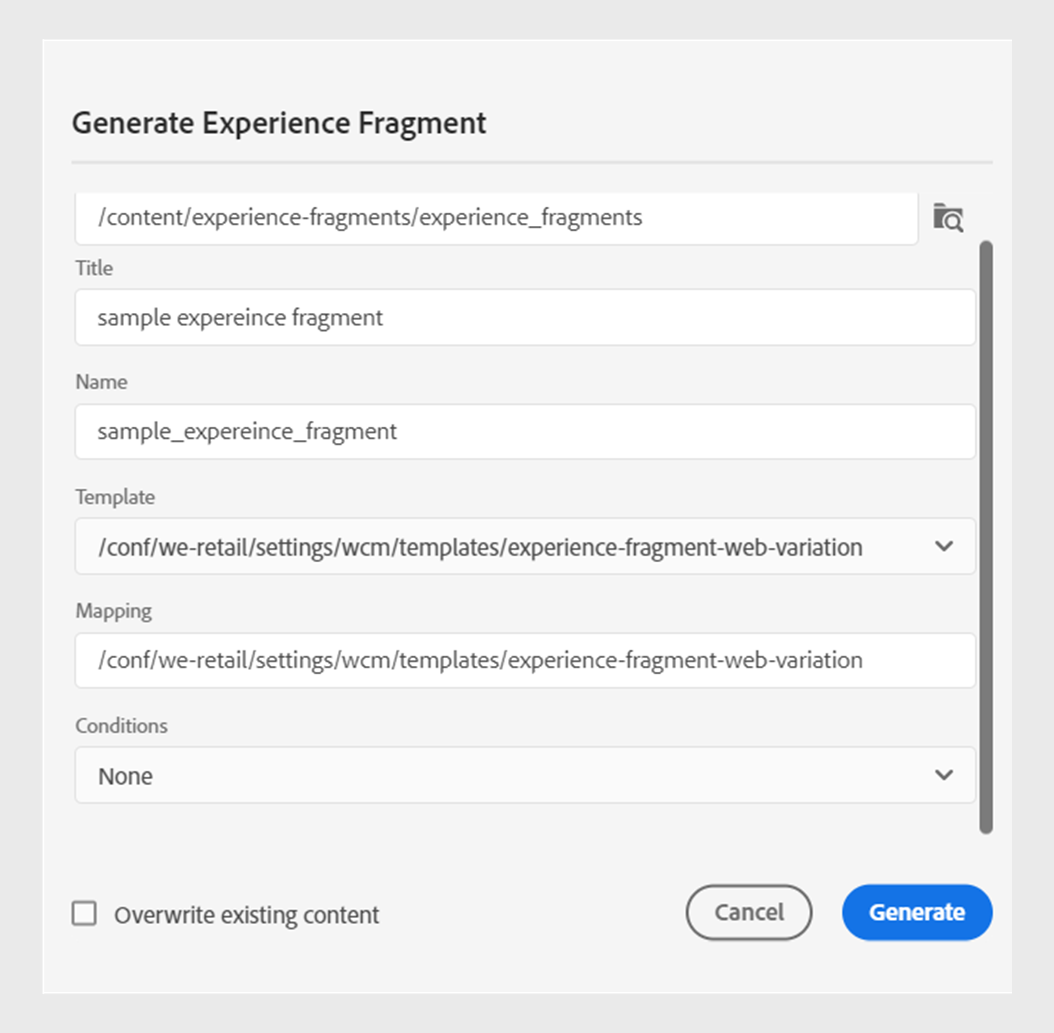 Generate Experience Fragment
/content/experience-fragments/experience_fragments
Title
sample expereince fragment
Name
sample_expereince_fragment
Template
/conf/we-retail/settings/wcm/templates/experience-fragment-web-variation
Mapping
/conf/we-retail/settings/wcm/templates/experience-fragment-web-variation
Conditions
None
Overwrite existing content
Cancel
Generate